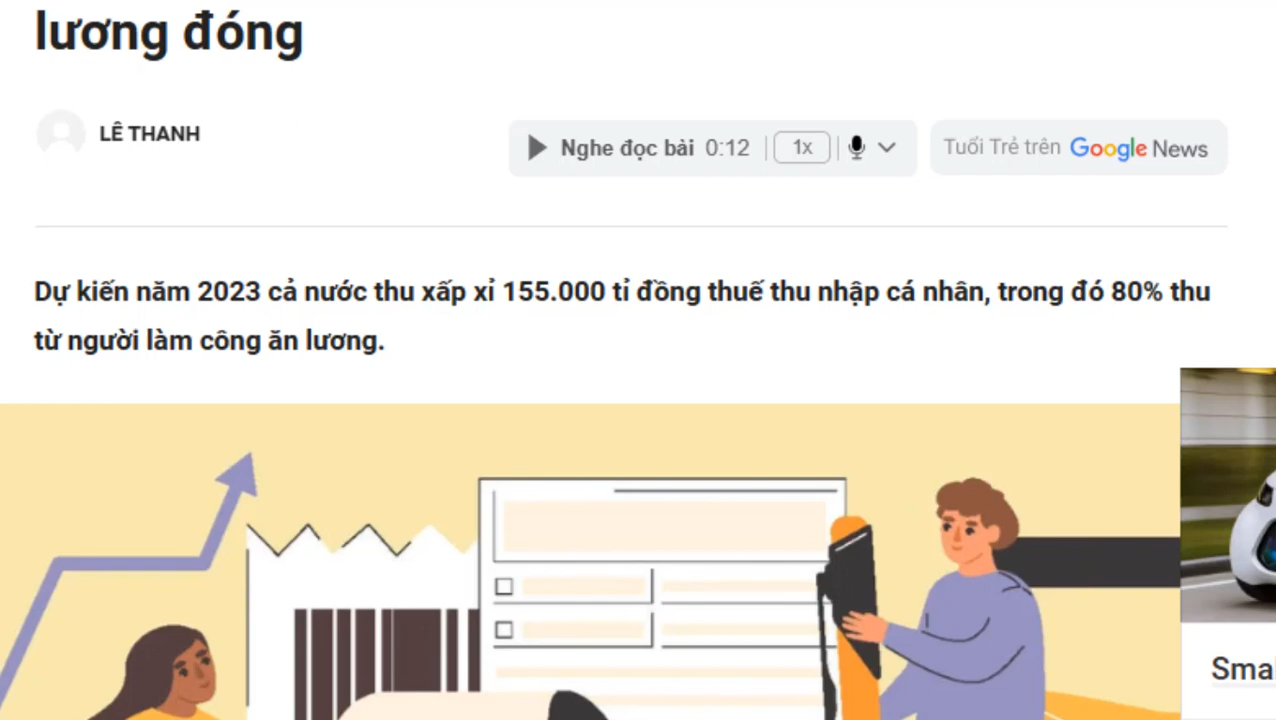 lương đóng
LÊ THANH
Nghe đọc bài 0:12 1x
Tuổi Trẻ trên Google News
Dự kiến năm 2023 cả nước thu xấp xỉ 155.000 tỉ đồng thuế thu nhập cá nhân, trong đó 80% thu
từ người làm công ăn lương.